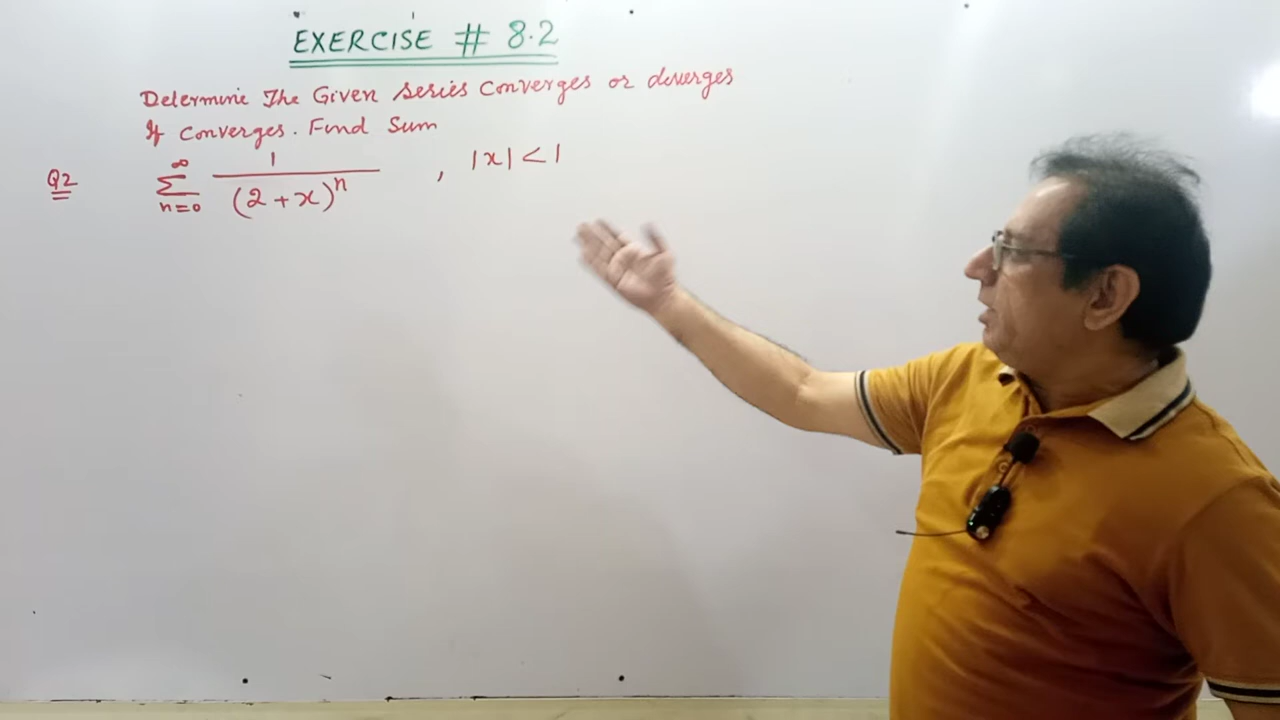 EXERCISE # 8.2
Determine The Given Series Converges or diverges
If Converges. Find Sum
Q2 ∞ ∑ n=0 1 / (2+x)^n , |x| < 1